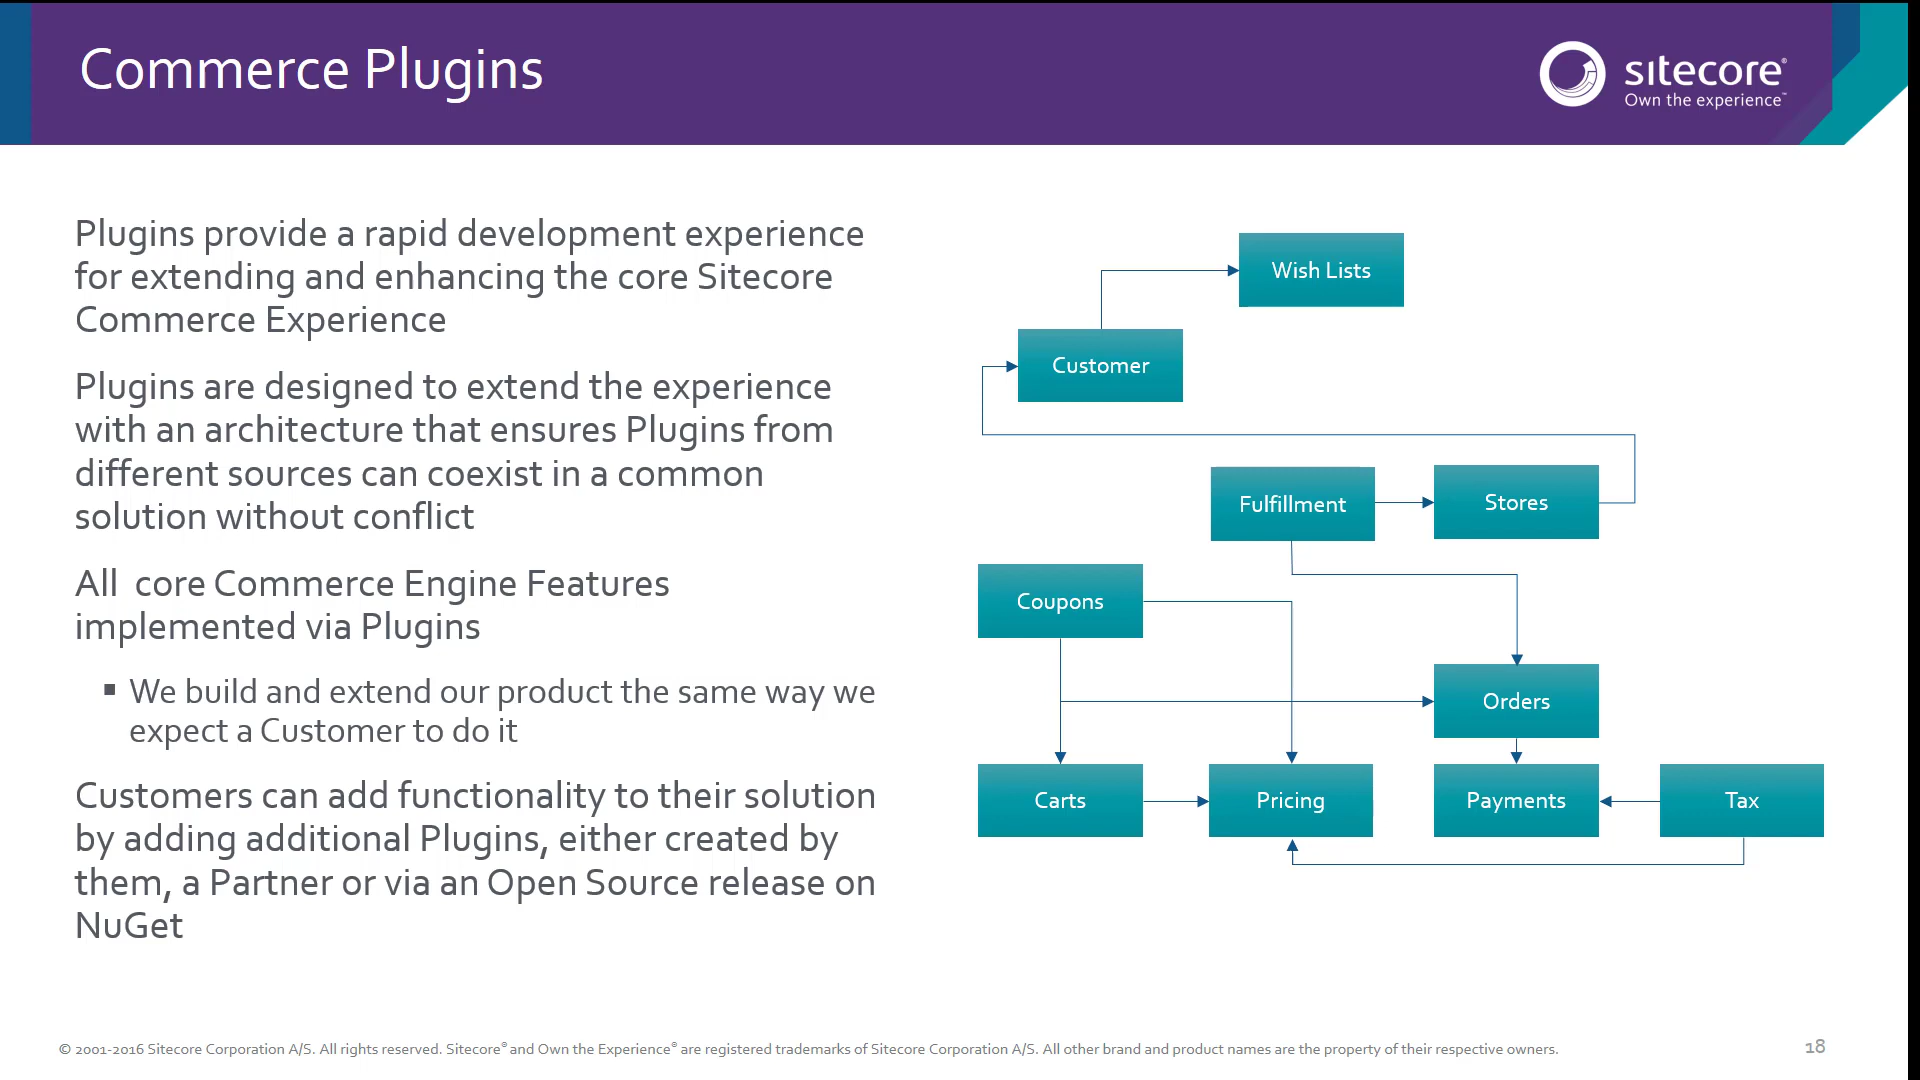 Commerce Plugins
sitecore®
Own the experience™
Plugins provide a rapid development experience
for extending and enhancing the core Sitecore
Commerce Experience
Plugins are designed to extend the experience
with an architecture that ensures Plugins from
different sources can coexist in a common
solution without conflict
All  core Commerce Engine Features
implemented via Plugins
▪ We build and extend our product the same way we
expect a Customer to do it
Customers can add functionality to their solution
by adding additional Plugins, either created by
them, a Partner or via an Open Source release on
NuGet
Wish Lists
Customer
Fulfillment
Stores
Coupons
Orders
Carts
Pricing
Payments
Tax
© 2001-2016 Sitecore Corporation A/S. All rights reserved. Sitecore® and Own the Experience® are registered trademarks of Sitecore Corporation A/S. All other brand and product names are the property of their respective owners.
18